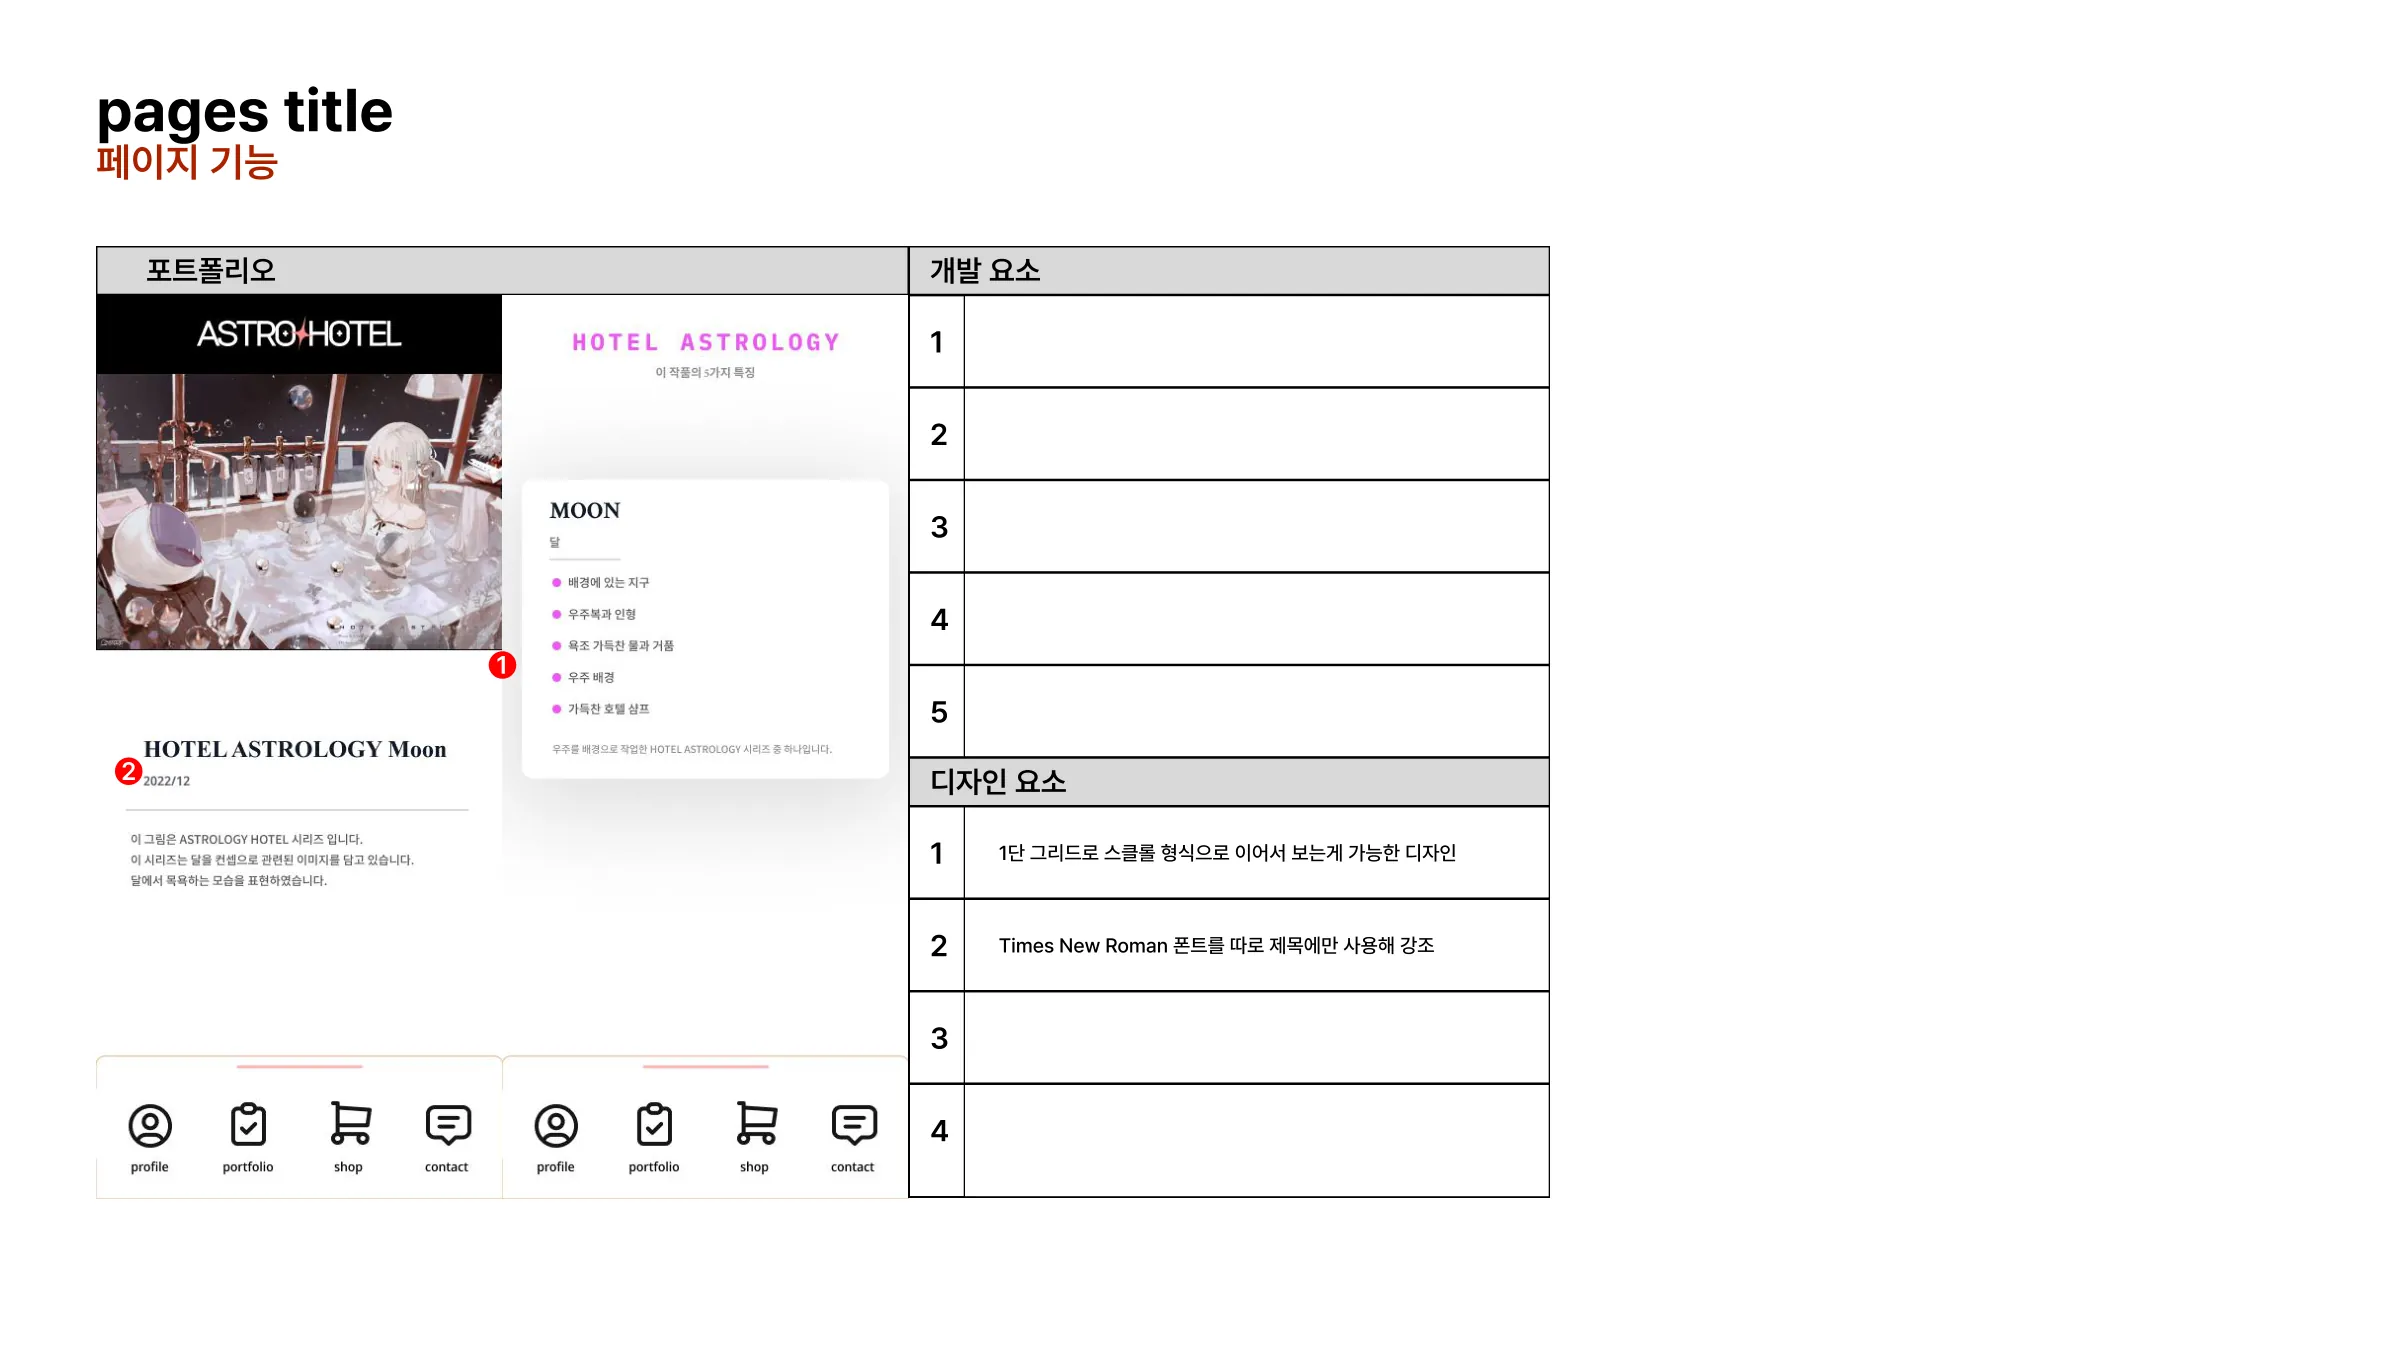 pages title
페이지 기능
포트폴리오
ASTRO HOTEL
2
HOTEL ASTROLOGY Moon
2022/12
이 그림은 ASTROLOGY HOTEL 시리즈 입니다.
이 시리즈는 달을 컨셉으로 관련된 이미지를 담고 있습니다.
달에서 목욕하는 모습을 표현하였습니다.
profile
portfolio
shop
contact
1
HOTEL ASTROLOGY
이 작품의 5가지 특징
MOON
달
배경에 있는 지구
우주복과 인형
욕조 가득찬 물과 거품
우주 배경
가득찬 호텔 샴프
우주를 배경으로 작업한 HOTEL ASTROLOGY 시리즈 중 하나입니다.
profile
portfolio
shop
contact
개발 요소
1
2
3
4
5
디자인 요소
1 1단 그리드로 스클롤 형식으로 이어서 보는게 가능한 디자인
2 Times New Roman 폰트를 따로 제목에만 사용해 강조
3
4